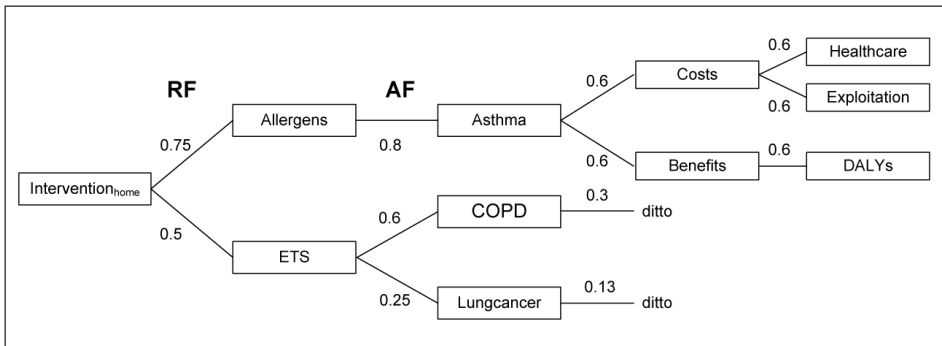 RF
AF
0.75
Allergens
0.8
Asthma
0.6
Costs
0.6
Healthcare
0.6
Exploitation
0.6
Benefits
0.6
DALYs
Intervention home
0.5
ETS
0.6
COPD
0.3
ditto
0.25
Lungcancer
0.13
ditto